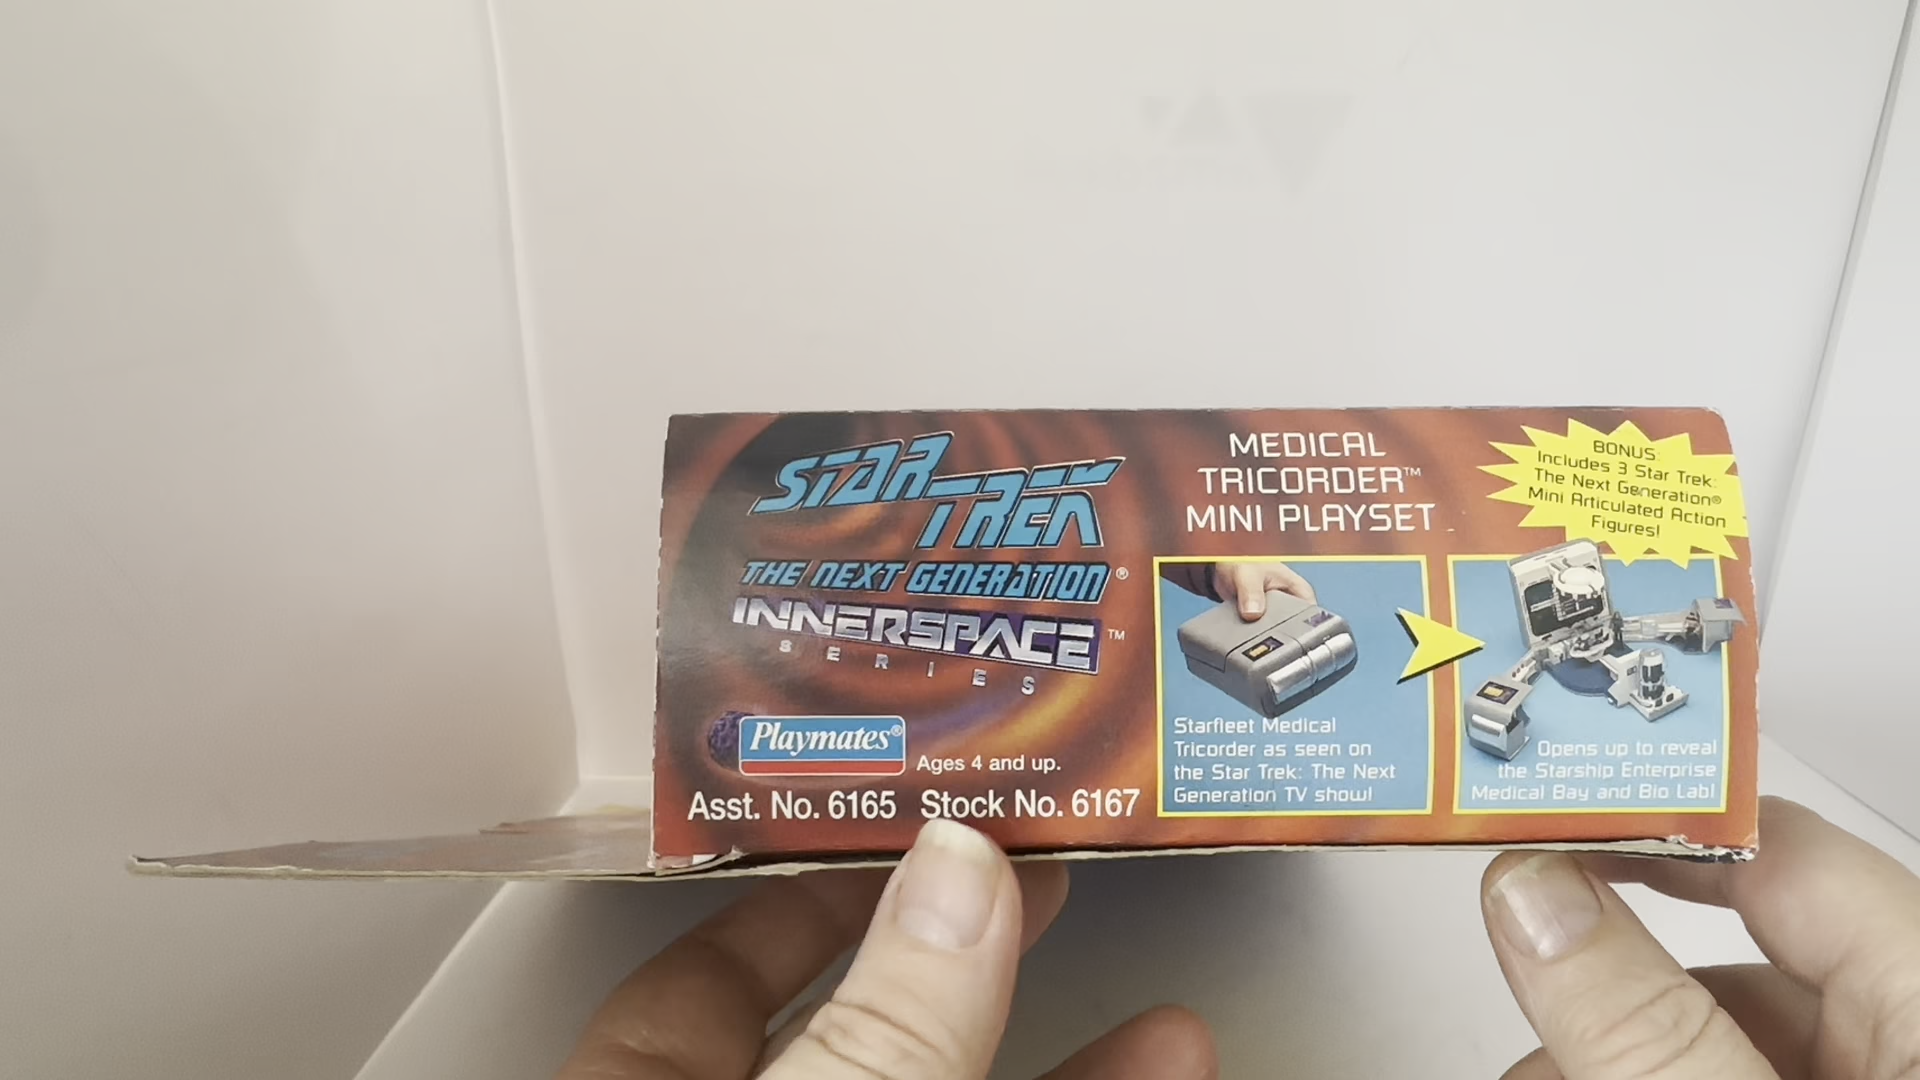 STAR TREK
THE NEXT GENERATION®
INNERSPACE™
SERIES
Playmates®
Ages 4 and up.
Asst. No. 6165 Stock No. 6167
MEDICAL
TRICORDER™
MINI PLAYSET
BONUS:
Includes 3 Star Trek:
The Next Generation®
Mini Articulated Action
Figures!
Starfleet Medical
Tricorder as seen on
the Star Trek: The Next
Generation TV show!
Opens up to reveal
the Starship Enterprise
Medical Bay and Bio Lab!